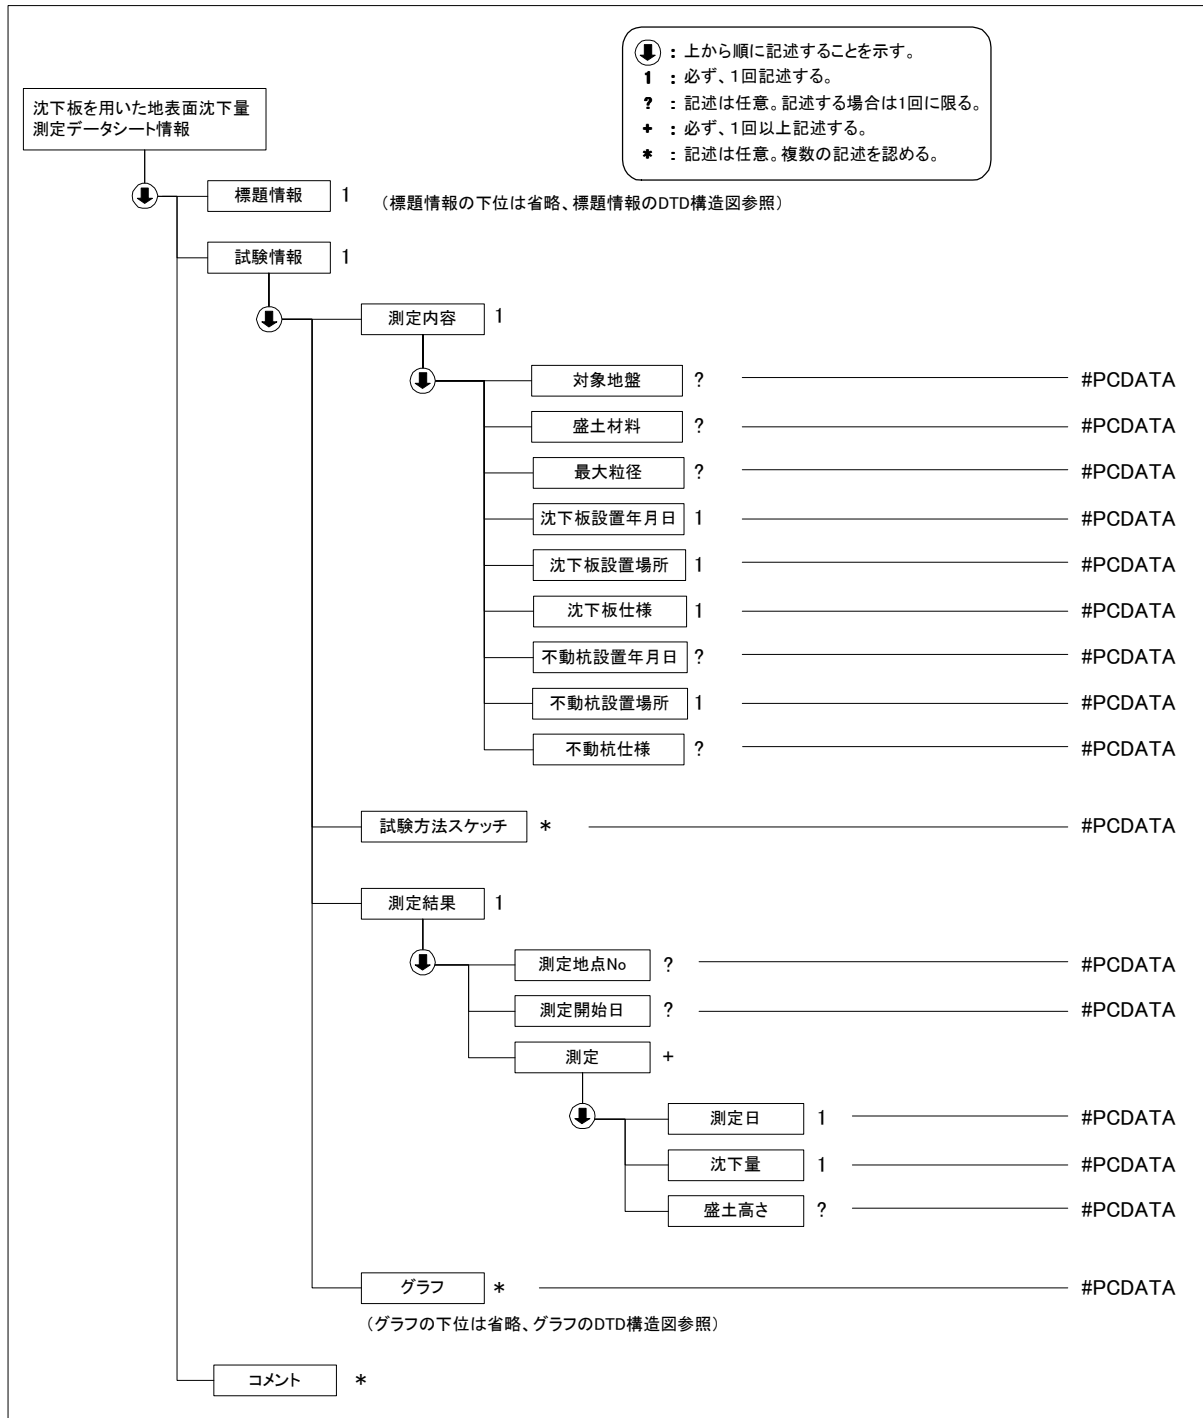 ：上から順に記述することを示す。
1：必ず、1回記述する。
?：記述は任意。記述する場合は1回に限る。
+：必ず、1回以上記述する。
*：記述は任意。複数の記述を認める。
沈下板を用いた地表面沈下量
測定データシート情報
標題情報 1 （標題情報の下位は省略、標題情報のDTD構造図参照）
試験情報 1
測定内容 1
対象地盤 ? #PCDATA
盛土材料 ? #PCDATA
最大粒径 ? #PCDATA
沈下板設置年月日 1 #PCDATA
沈下板設置場所 1 #PCDATA
沈下板仕様 1 #PCDATA
不動杭設置年月日 ? #PCDATA
不動杭設置場所 1 #PCDATA
不動杭仕様 ? #PCDATA
試験方法スケッチ * #PCDATA
測定結果 1
測定地点No ? #PCDATA
測定開始日 ? #PCDATA
測定 +
測定日 1 #PCDATA
沈下量 1 #PCDATA
盛土高さ ? #PCDATA
グラフ * #PCDATA
（グラフの下位は省略、グラフのDTD構造図参照）
コメント *